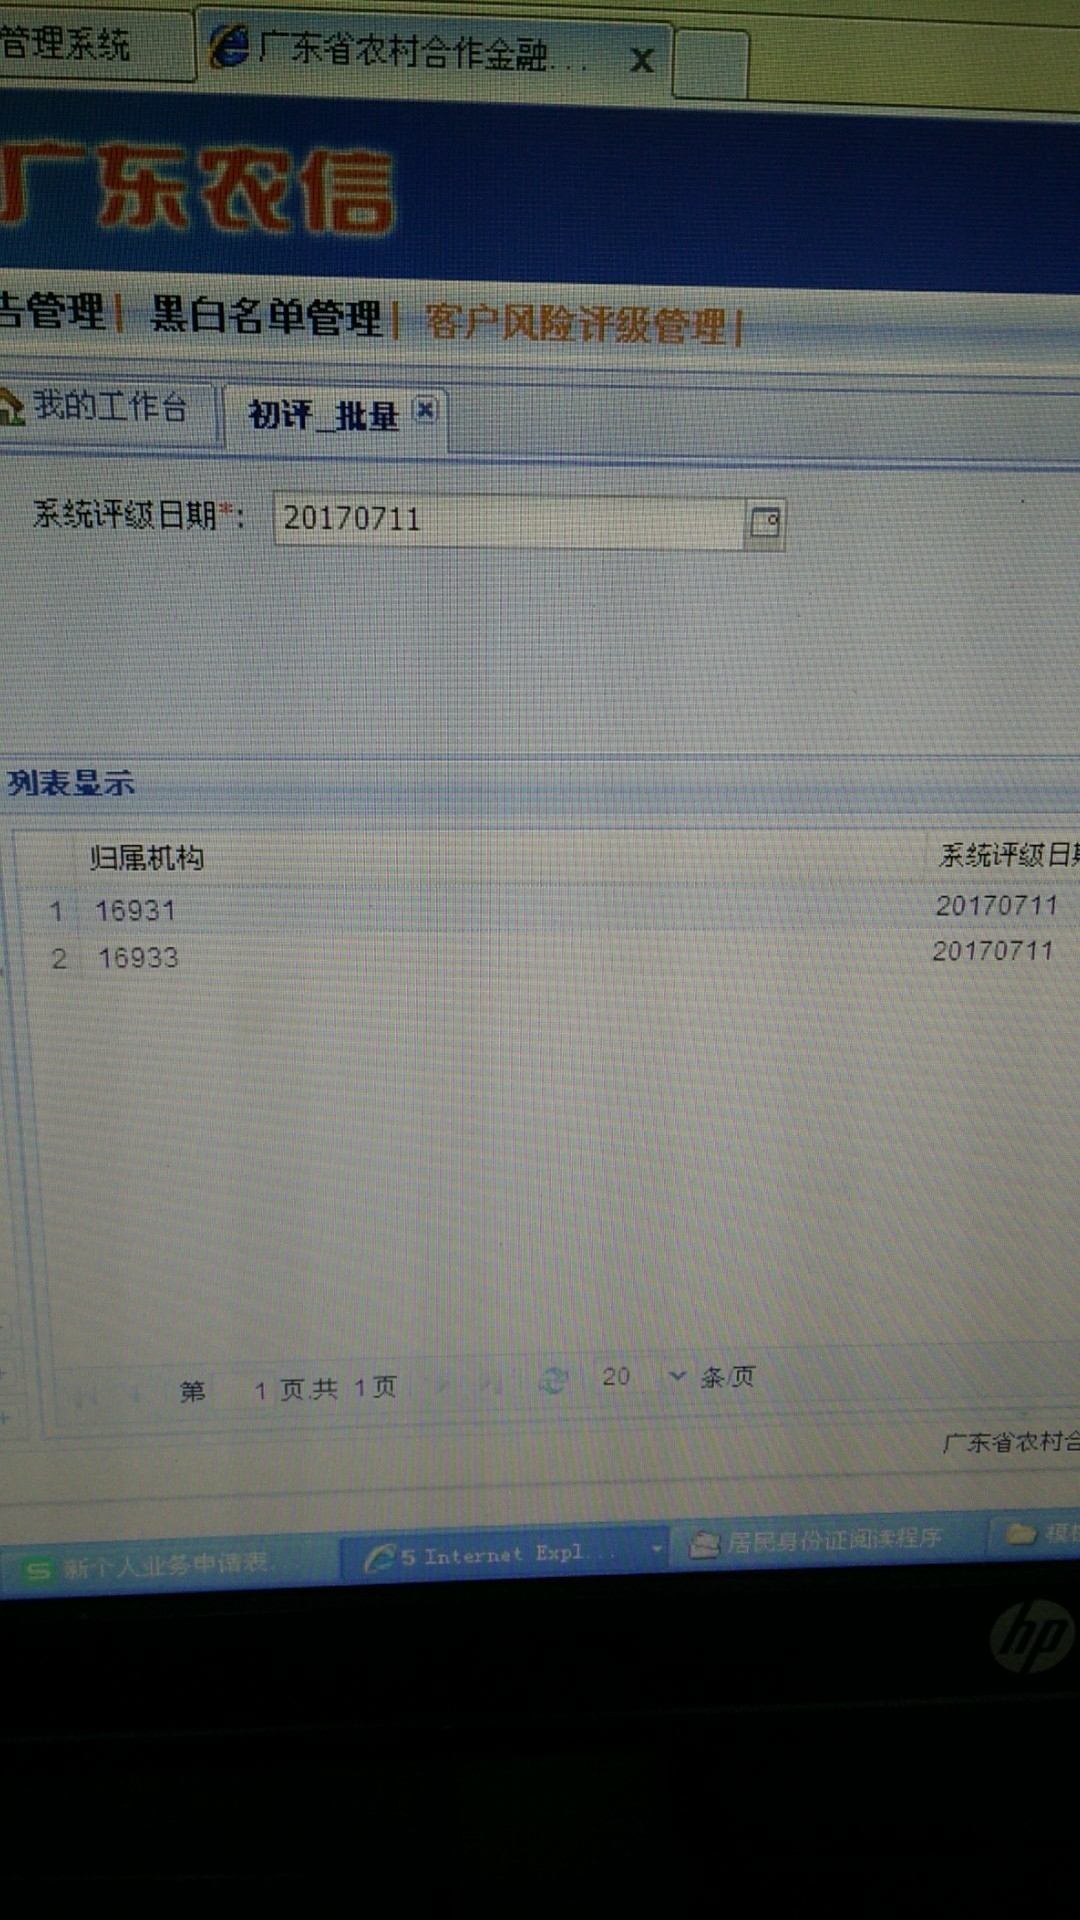 管理系统 广东省农村合作金融... X
广东农信
告管理| 黑白名单管理| 客户风险评级管理|
我的工作台 初评_批量
系统评级日期*: 20170711
列表显示
归属机构 系统评级日期
1 16931 20170711
2 16933 20170711
第 1 页共 1页 20 条/页
广东省农村合
新个人业务申请表. 5 Internet Expl... 居民身份证阅读程序
hp